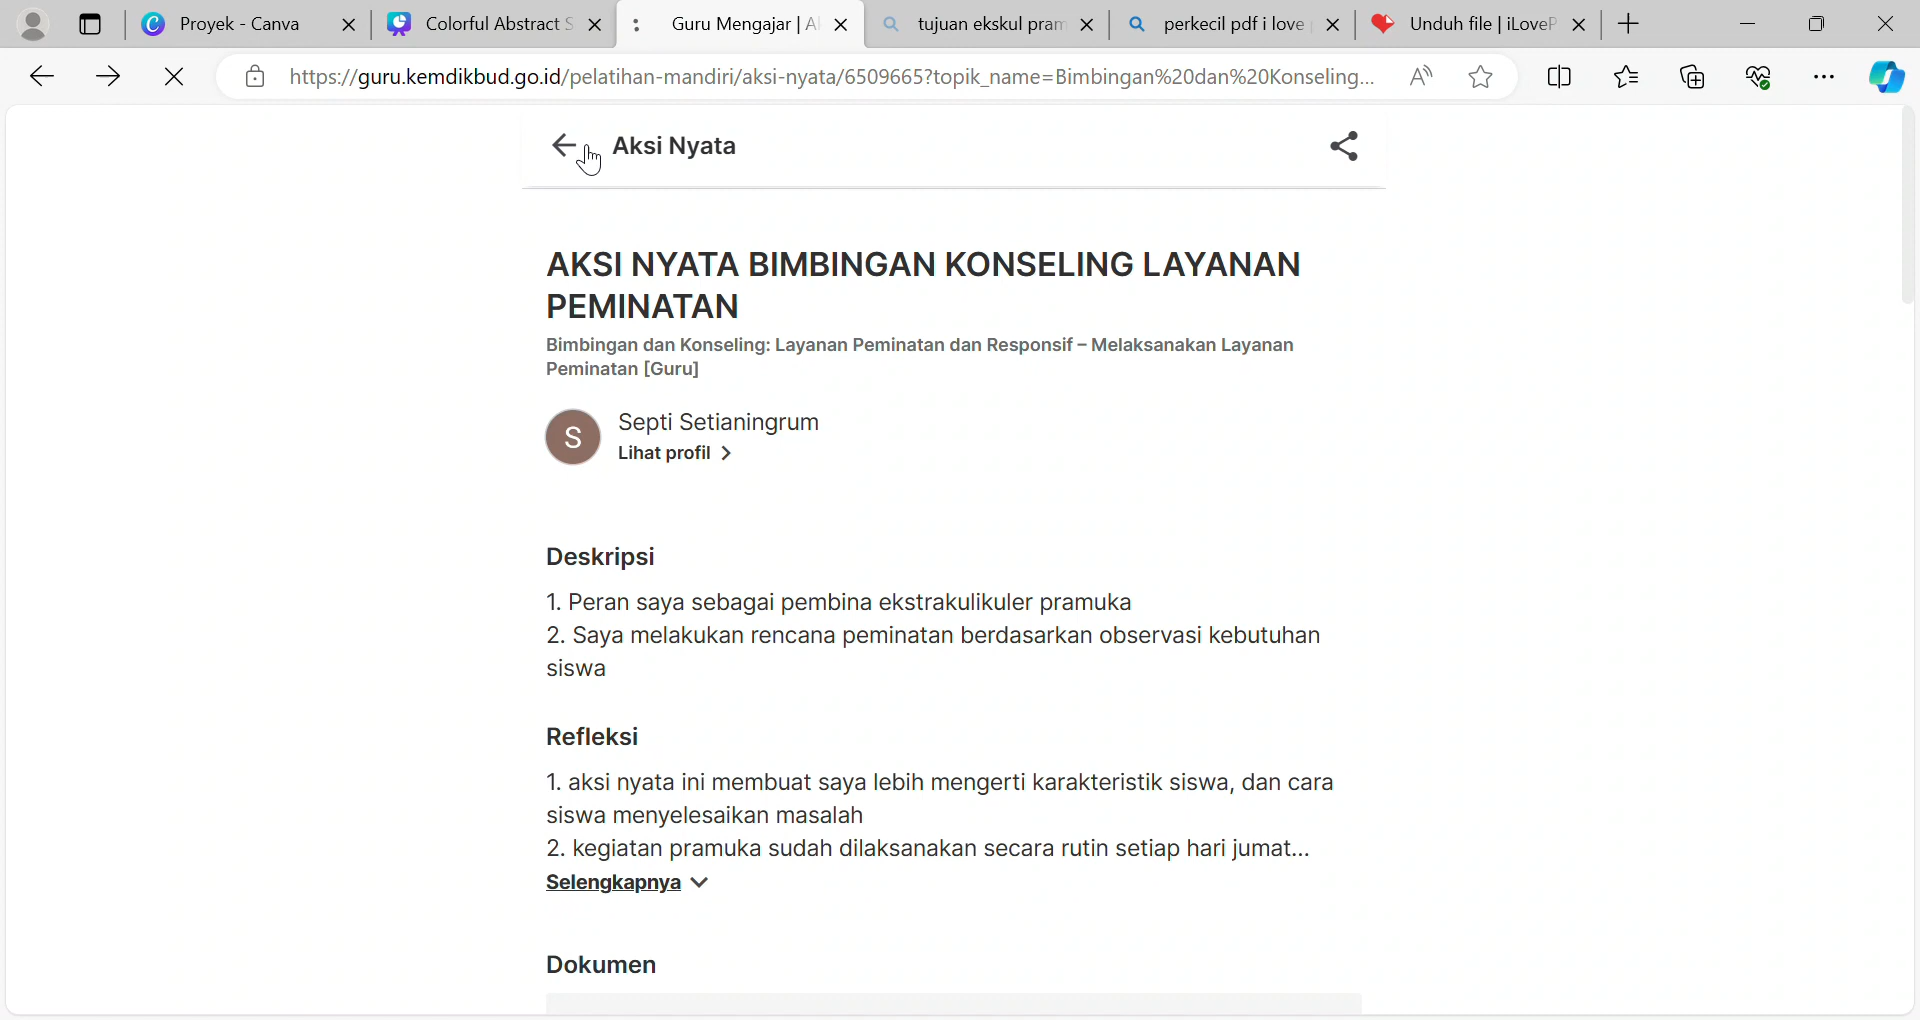 Proyek - Canva
Colorful Abstract S
Guru Mengajar | A
tujuan ekskul pram
perkecil pdf i love
Unduh file | iLoveP
https://guru.kemdikbud.go.id/pelatihan-mandiri/aksi-nyata/6509665?topik_name=Bimbingan%20dan%20Konseling...
Aksi Nyata
AKSI NYATA BIMBINGAN KONSELING LAYANAN
PEMINATAN
Bimbingan dan Konseling: Layanan Peminatan dan Responsif – Melaksanakan Layanan
Peminatan [Guru]
S
Septi Setianingrum
Lihat profil
Deskripsi
1. Peran saya sebagai pembina ekstrakulikuler pramuka
2. Saya melakukan rencana peminatan berdasarkan observasi kebutuhan
siswa
Refleksi
1. aksi nyata ini membuat saya lebih mengerti karakteristik siswa, dan cara
siswa menyelesaikan masalah
2. kegiatan pramuka sudah dilaksanakan secara rutin setiap hari jumat...
Selengkapnya
Dokumen